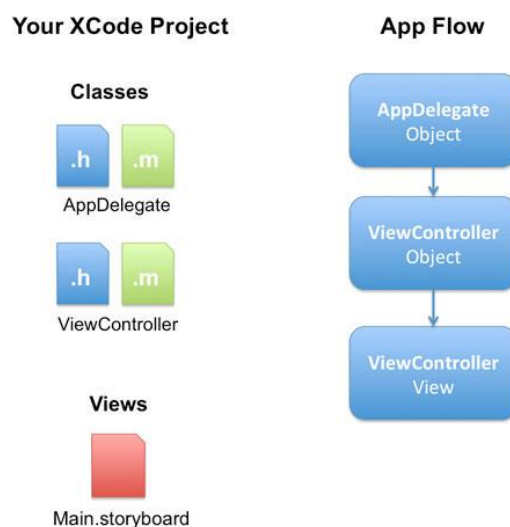 Your XCode Project
Classes
.h .m
AppDelegate
.h .m
ViewController
Views
Main.storyboard
App Flow
AppDelegate
Object
ViewController
Object
ViewController
View